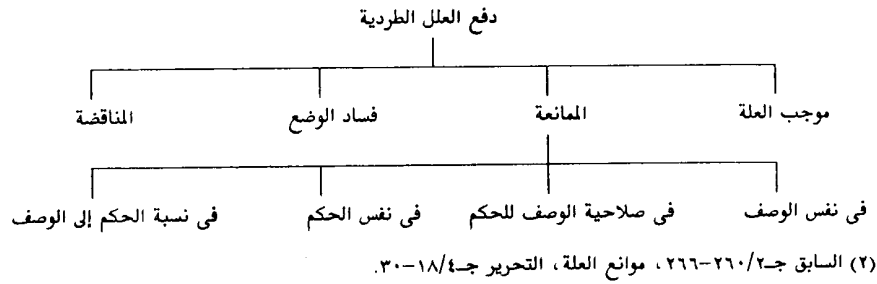 دفع العلل الطردية
موجب العلة الممانعة فساد الوضع المناقضة
فى نفس الوصف فى صلاحية الوصف للحكم فى نفس الحكم فى نسبة الحكم إلى الوصف
(٢) السابق جـ٢/٢٦٠-٢٦٦، موانع العلة، التحرير جـ٤/١٨-٣٠.